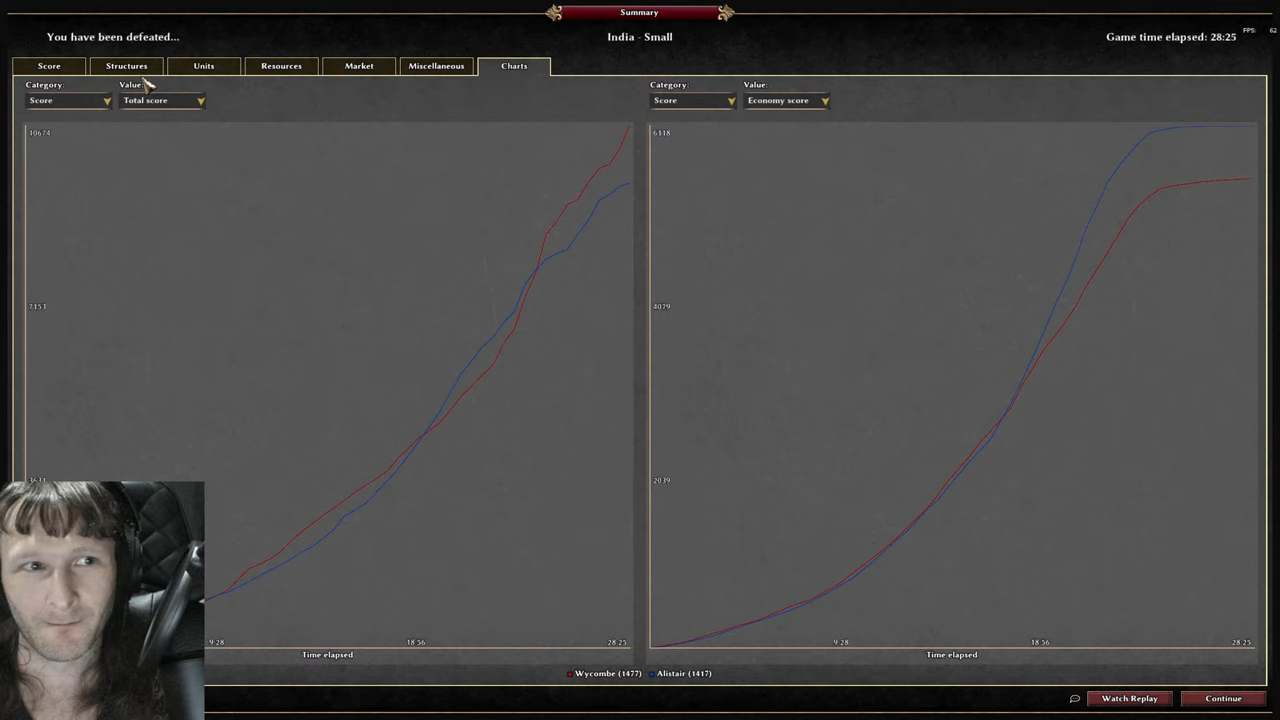 Summary
You have been defeated...
India - Small
Game time elapsed: 28:25
FPS: 62
Score
Structures
Units
Resources
Market
Miscellaneous
Charts
Category:
Value:
Score
Total score
Category:
Value:
Score
Economy score
10674
7153
9:28
18:56
28:25
Time elapsed
6118
4079
2039
9:28
18:56
28:25
Time elapsed
Wycombe (1477)
Alistair (1417)
Watch Replay
Continue